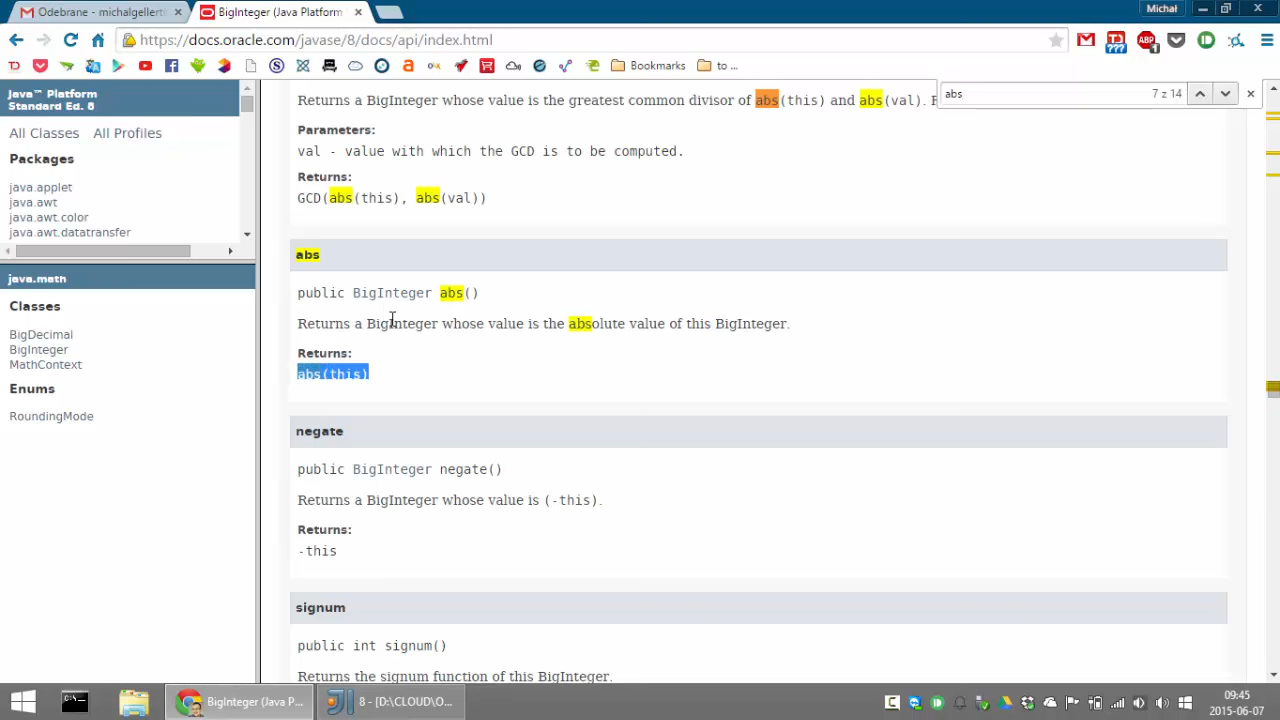 Odebrane - michalgellert
BigInteger (Java Platform
Michał
https://docs.oracle.com/javase/8/docs/api/index.html
Bookmarks
to ...
abs
7 z 14
Java™ Platform
Standard Ed. 8
All Classes All Profiles
Packages
java.applet
java.awt
java.awt.color
java.awt.datatransfer
java.math
Classes
BigDecimal
BigInteger
MathContext
Enums
RoundingMode
Returns a BigInteger whose value is the greatest common divisor of abs(this) and abs(val).
Parameters:
val - value with which the GCD is to be computed.
Returns:
GCD(abs(this), abs(val))
abs
public BigInteger abs()
Returns a BigInteger whose value is the absolute value of this BigInteger.
Returns:
abs(this)
negate
public BigInteger negate()
Returns a BigInteger whose value is (-this).
Returns:
-this
signum
public int signum()
Returns the signum function of this BigInteger.
BigInteger (Java P...
8 - [D:\CLOUD\O...
09:45
2015-06-07